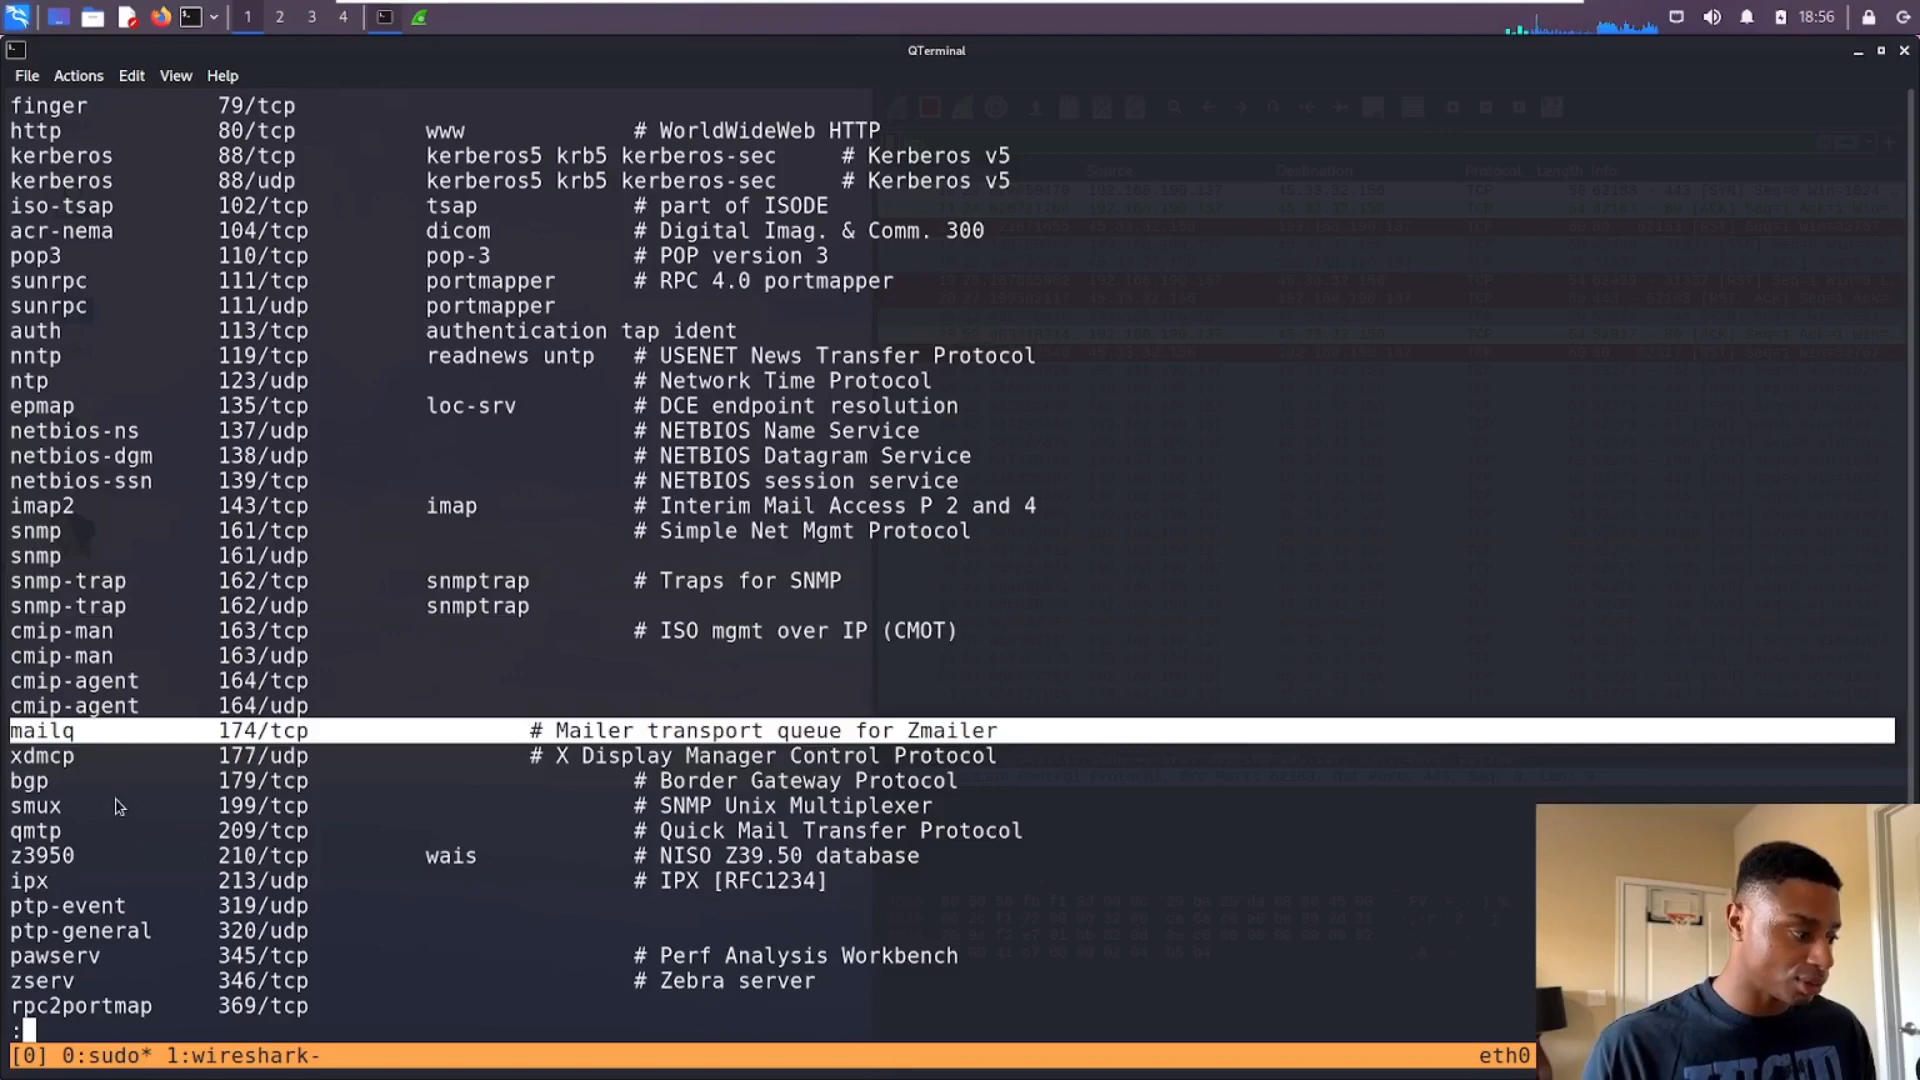 1 2 3 4
18:56
QTerminal
File Actions Edit View Help
finger 79/tcp
http 80/tcp www # WorldWideWeb HTTP
kerberos 88/tcp kerberos5 krb5 kerberos-sec # Kerberos v5
kerberos 88/udp kerberos5 krb5 kerberos-sec # Kerberos v5
iso-tsap 102/tcp tsap # part of ISODE
acr-nema 104/tcp dicom # Digital Imag. & Comm. 300
pop3 110/tcp pop-3 # POP version 3
sunrpc 111/tcp portmapper # RPC 4.0 portmapper
sunrpc 111/udp portmapper
auth 113/tcp authentication tap ident
nntp 119/tcp readnews untp # USENET News Transfer Protocol
ntp 123/udp # Network Time Protocol
epmap 135/tcp loc-srv # DCE endpoint resolution
netbios-ns 137/udp # NETBIOS Name Service
netbios-dgm 138/udp # NETBIOS Datagram Service
netbios-ssn 139/tcp # NETBIOS session service
imap2 143/tcp imap # Interim Mail Access P 2 and 4
snmp 161/tcp # Simple Net Mgmt Protocol
snmp 161/udp
snmp-trap 162/tcp snmptrap # Traps for SNMP
snmp-trap 162/udp snmptrap
cmip-man 163/tcp # ISO mgmt over IP (CMOT)
cmip-man 163/udp
cmip-agent 164/tcp
cmip-agent 164/udp
mailq 174/tcp # Mailer transport queue for Zmailer
xdmcp 177/udp # X Display Manager Control Protocol
bgp 179/tcp # Border Gateway Protocol
smux 199/tcp # SNMP Unix Multiplexer
qmtp 209/tcp # Quick Mail Transfer Protocol
z3950 210/tcp wais # NISO Z39.50 database
ipx 213/udp # IPX [RFC1234]
ptp-event 319/udp
ptp-general 320/udp
pawserv 345/tcp # Perf Analysis Workbench
zserv 346/tcp # Zebra server
rpc2portmap 369/tcp
:
[0] 0:sudo* 1:wireshark- eth0
Source Destination Protocol Length Info